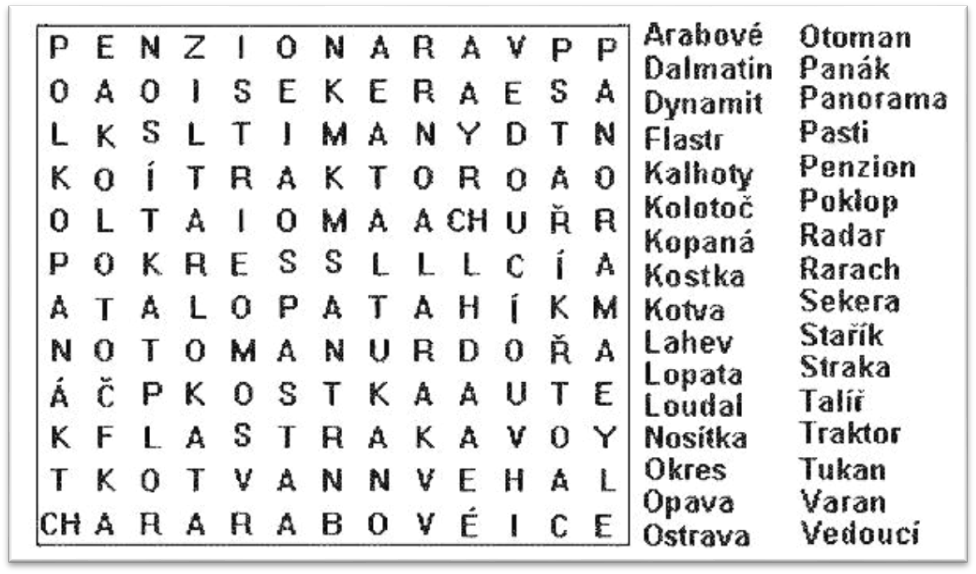 P E N Z I O N A R A V P P
O A O I S E K E R A E S A
L K S L T I M A N Y D T N
K O Í T R A K T O R O A O
O L T A I O M A A CH U Ř R
P O K R E S S L L L C Í A
A T A L O P A T A H Í K M
N O T O M A N U R D O Ř A
Á Č P K O S T K A A U T E
K F L A S T R A K A V O Y
T K O T V A N N V E H A L
CH A R A R A B O V É I C E
Arabové
Dalmatin
Dynamit
Flastr
Kalhoty
Kolotoč
Kopaná
Kostka
Kotva
Lahev
Lopata
Loudal
Nosítka
Okres
Opava
Ostrava
Otoman
Panák
Panorama
Pasti
Penzion
Poklop
Radar
Rarach
Sekera
Stařík
Straka
Talíř
Traktor
Tukan
Varan
Vedoucí